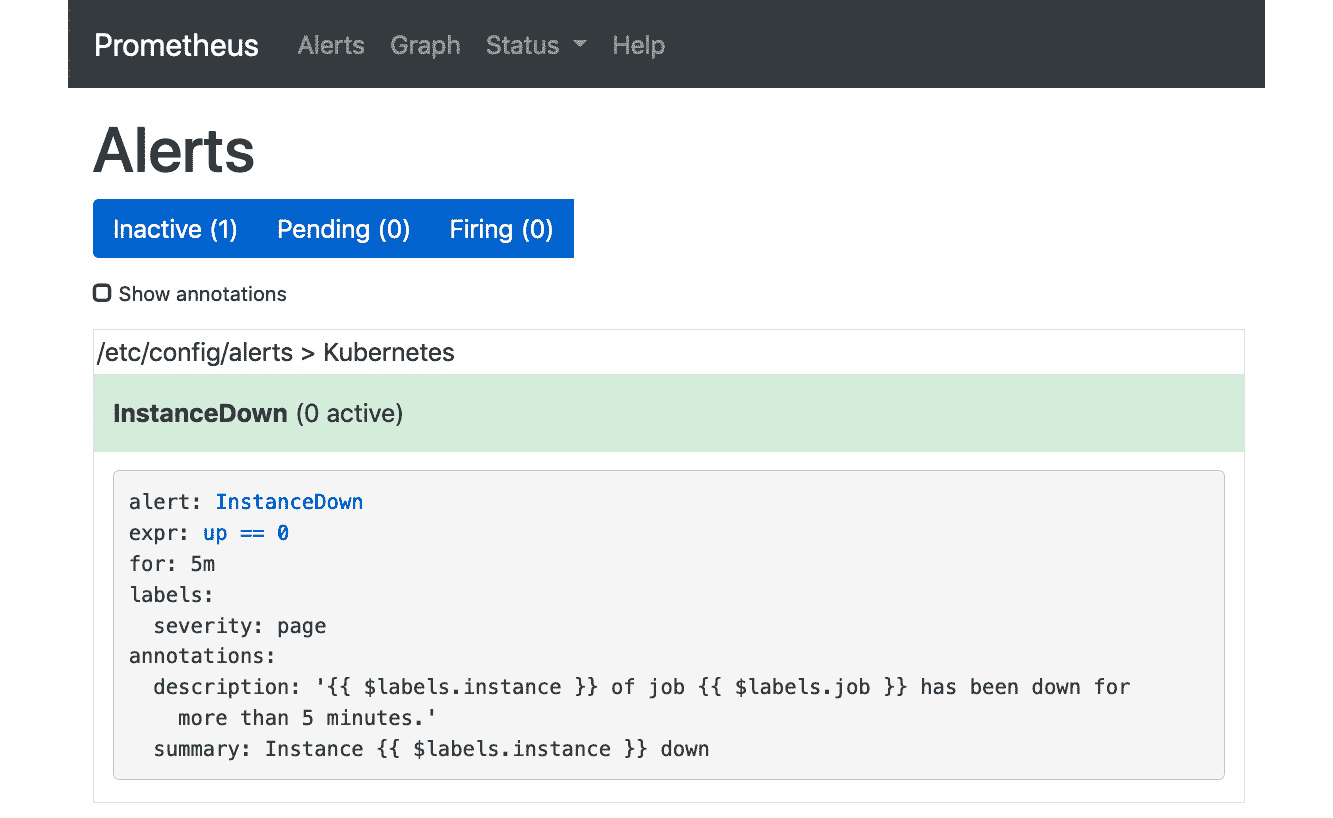 Prometheus Alerts Graph Status Help
Alerts
Inactive (1) Pending (0) Firing (0)
Show annotations
/etc/config/alerts > Kubernetes
InstanceDown (0 active)
alert: InstanceDown
expr: up == 0
for: 5m
labels:
  severity: page
annotations:
  description: '{{ $labels.instance }} of job {{ $labels.job }} has been down for
    more than 5 minutes.'
  summary: Instance {{ $labels.instance }} down